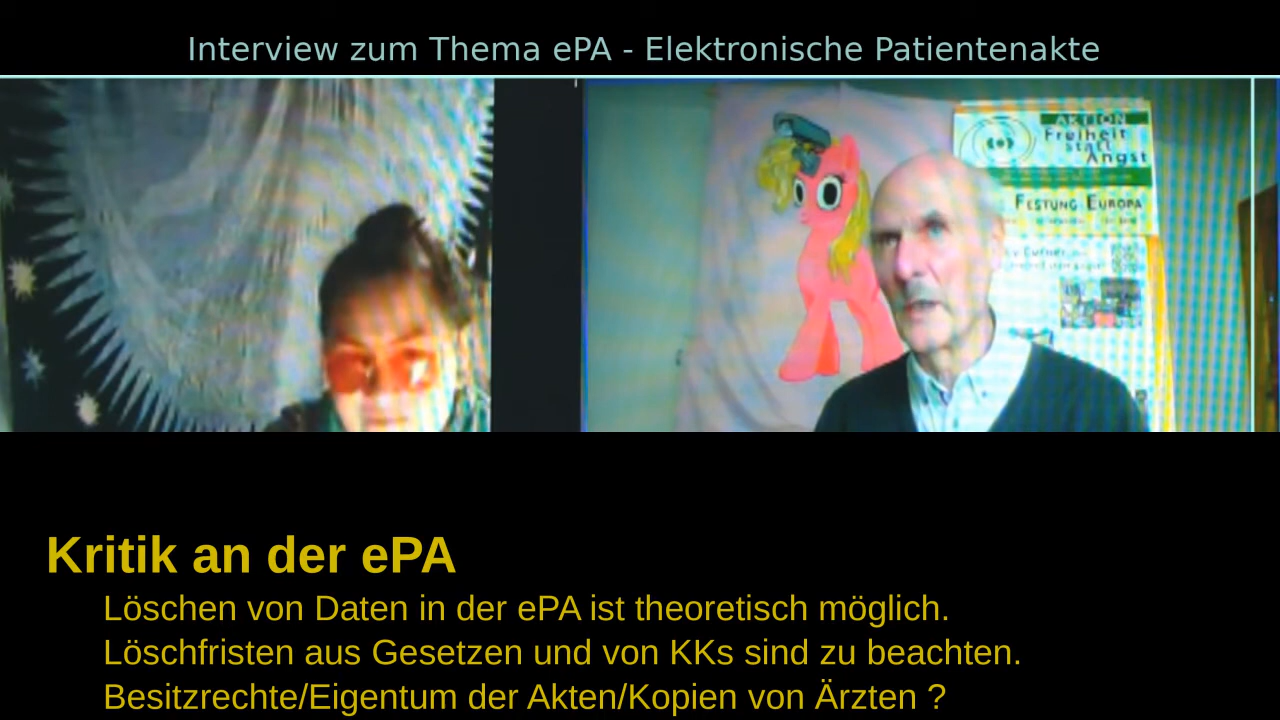 Interview zum Thema ePA - Elektronische Patientenakte
AKTION
Freiheit
statt
Angst
FESTUNG EUROPA
Kritik an der ePA
Löschen von Daten in der ePA ist theoretisch möglich.
Löschfristen aus Gesetzen und von KKs sind zu beachten.
Besitzrechte/Eigentum der Akten/Kopien von Ärzten ?